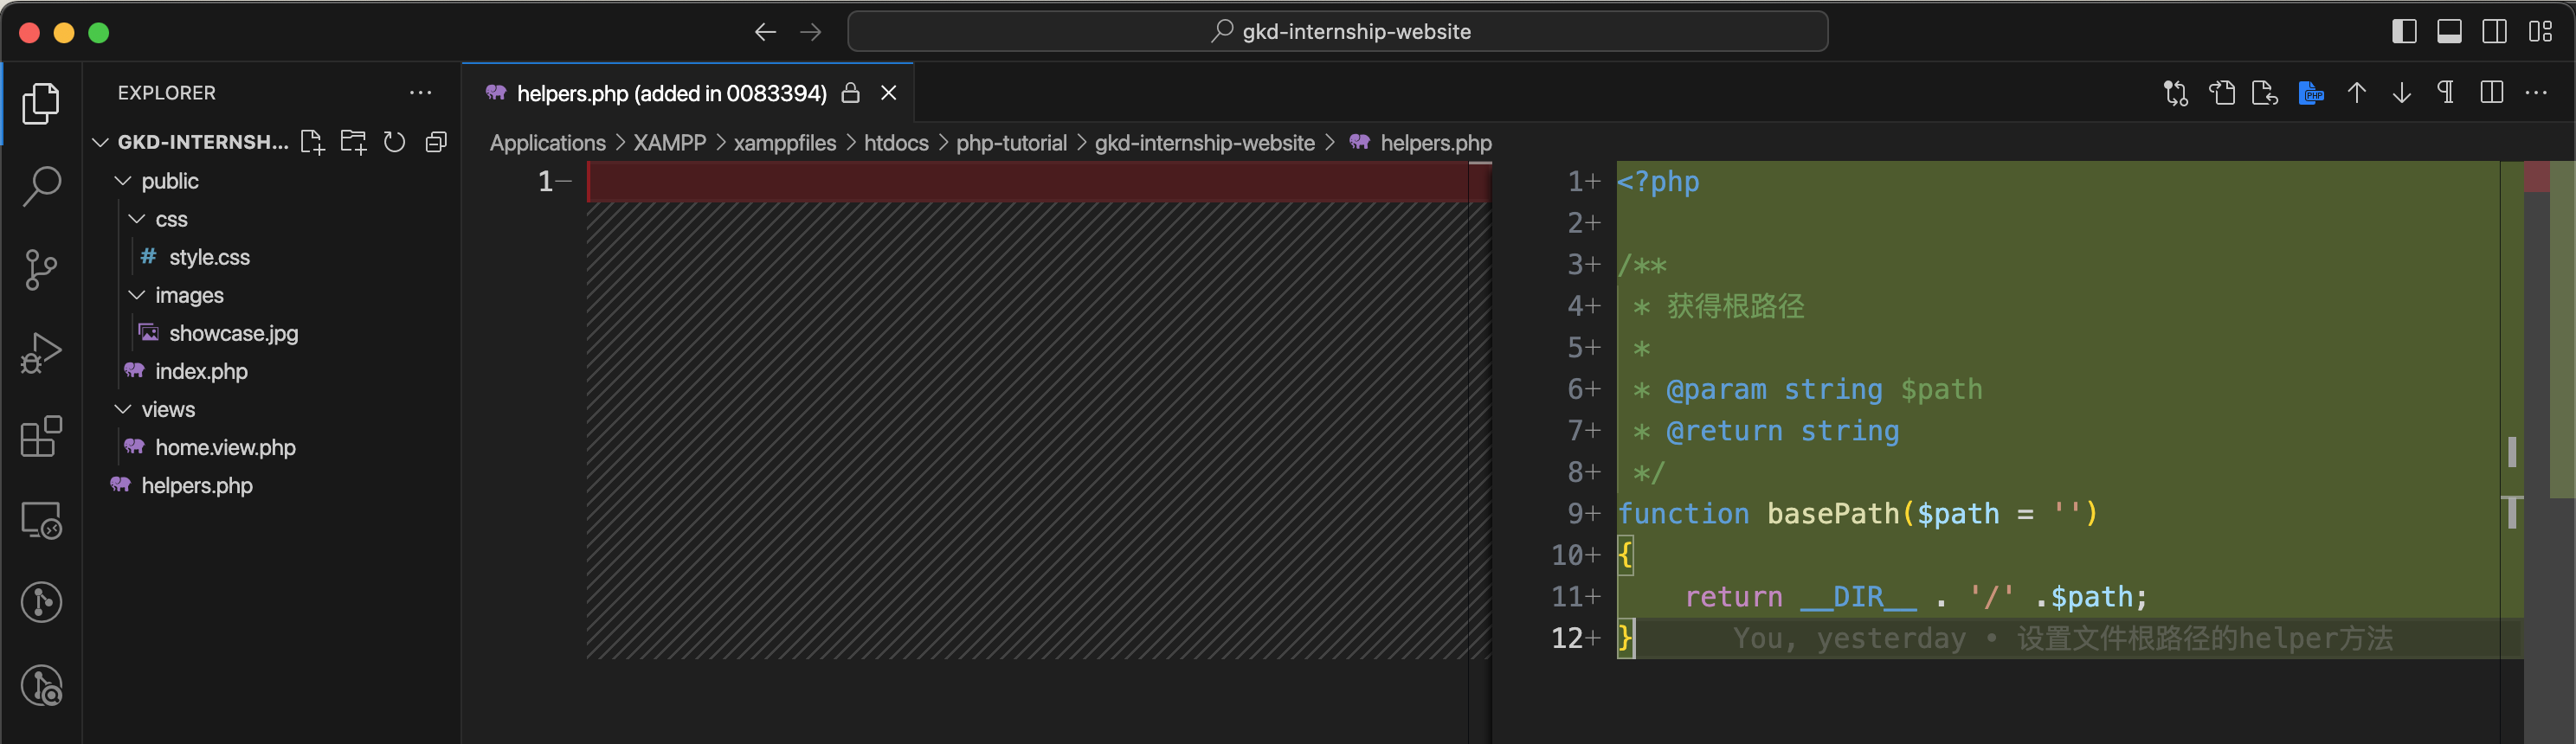 gkd-internship-website
EXPLORER
GKD-INTERNSH...
public
css
# style.css
images
showcase.jpg
index.php
views
home.view.php
helpers.php
helpers.php (added in 0083394)
PHP
Applications > XAMPP > xamppfiles > htdocs > php-tutorial > gkd-internship-website > helpers.php
1−
1+ <?php
2+
3+ /**
4+ * 获得根路径
5+ *
6+ * @param string $path
7+ * @return string
8+ */
9+ function basePath($path = '')
10+ {
11+ return __DIR__ . '/' .$path;
12+ } You, yesterday • 设置文件根路径的helper方法